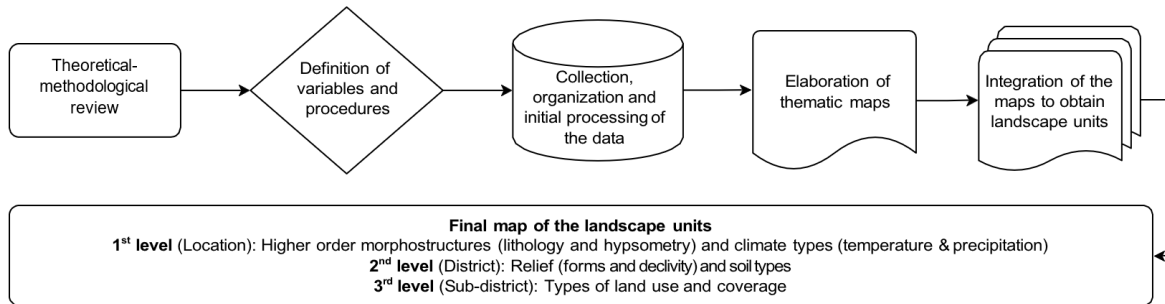 Theoretical-
methodological
review
Definition of
variables and
procedures
Collection,
organization and
initial processing of
the data
Elaboration of
thematic maps
Integration of the
maps to obtain
landscape units
Final map of the landscape units
1st level (Location): Higher order morphostructures (lithology and hypsometry) and climate types (temperature & precipitation)
2nd level (District): Relief (forms and declivity) and soil types
3rd level (Sub-district): Types of land use and coverage